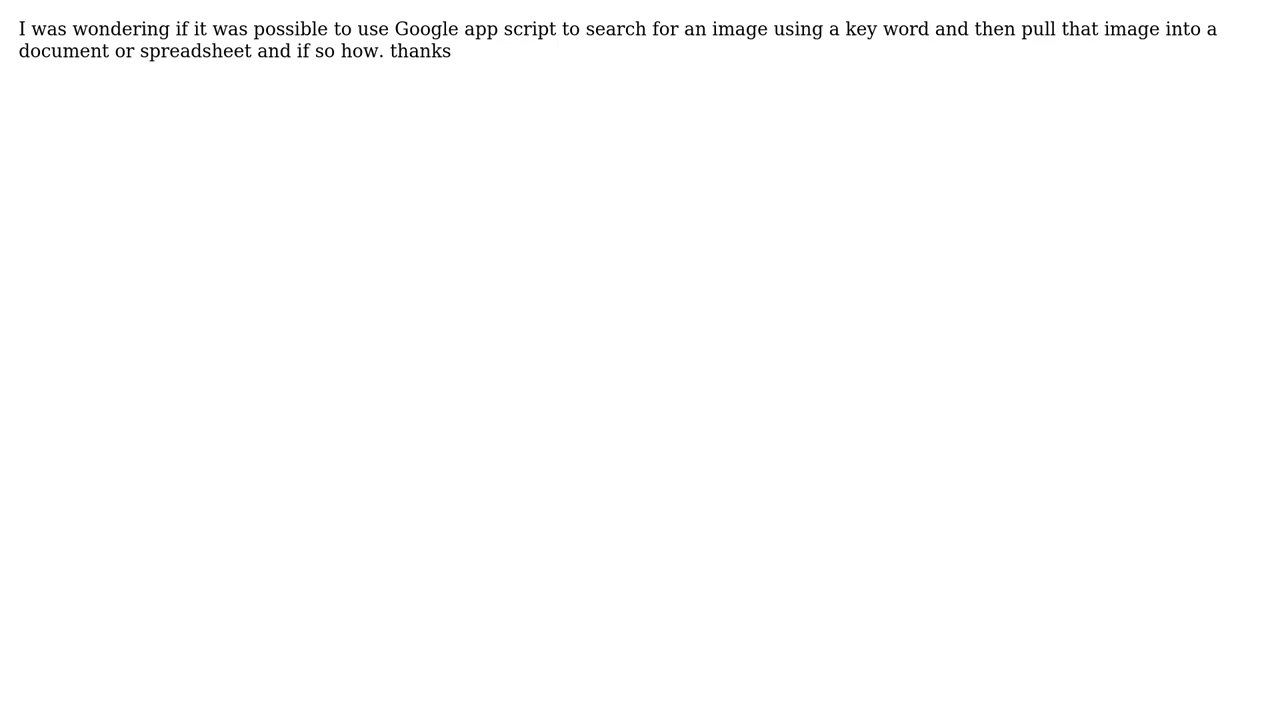 I was wondering if it was possible to use Google app script to search for an image using a key word and then pull that image into a
document or spreadsheet and if so how. thanks